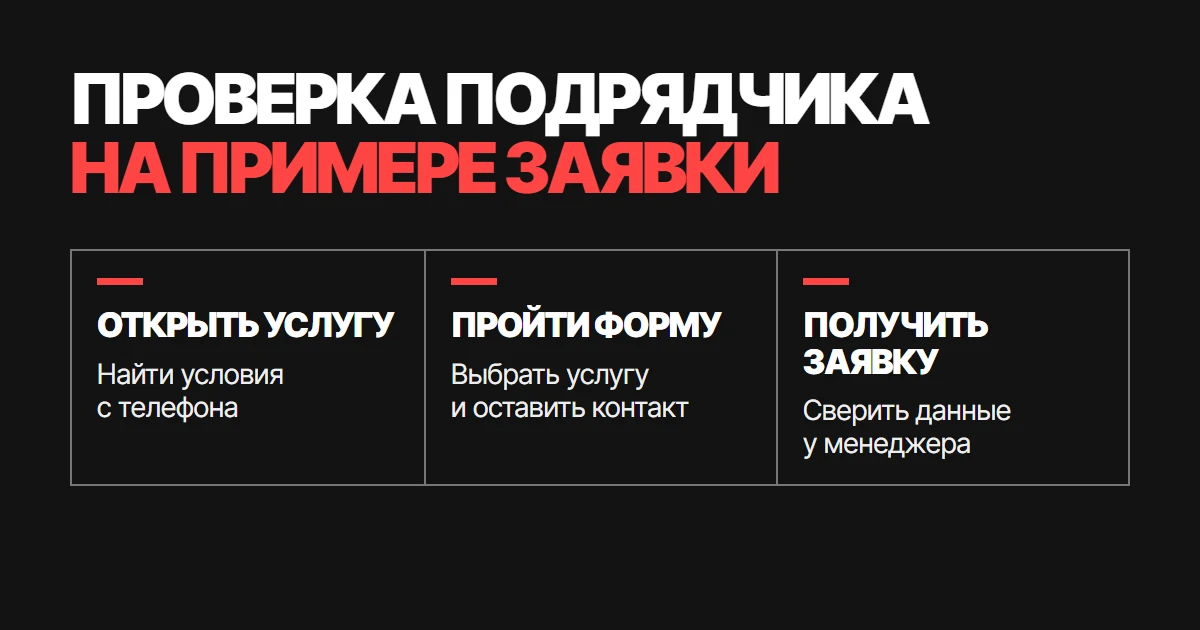 ПРОВЕРКА ПОДРЯДЧИКА
НА ПРИМЕРЕ ЗАЯВКИ
ОТКРЫТЬ УСЛУГУ
Найти условия
с телефона
ПРОЙТИ ФОРМУ
Выбрать услугу
и оставить контакт
ПОЛУЧИТЬ
ЗАЯВКУ
Сверить данные
у менеджера